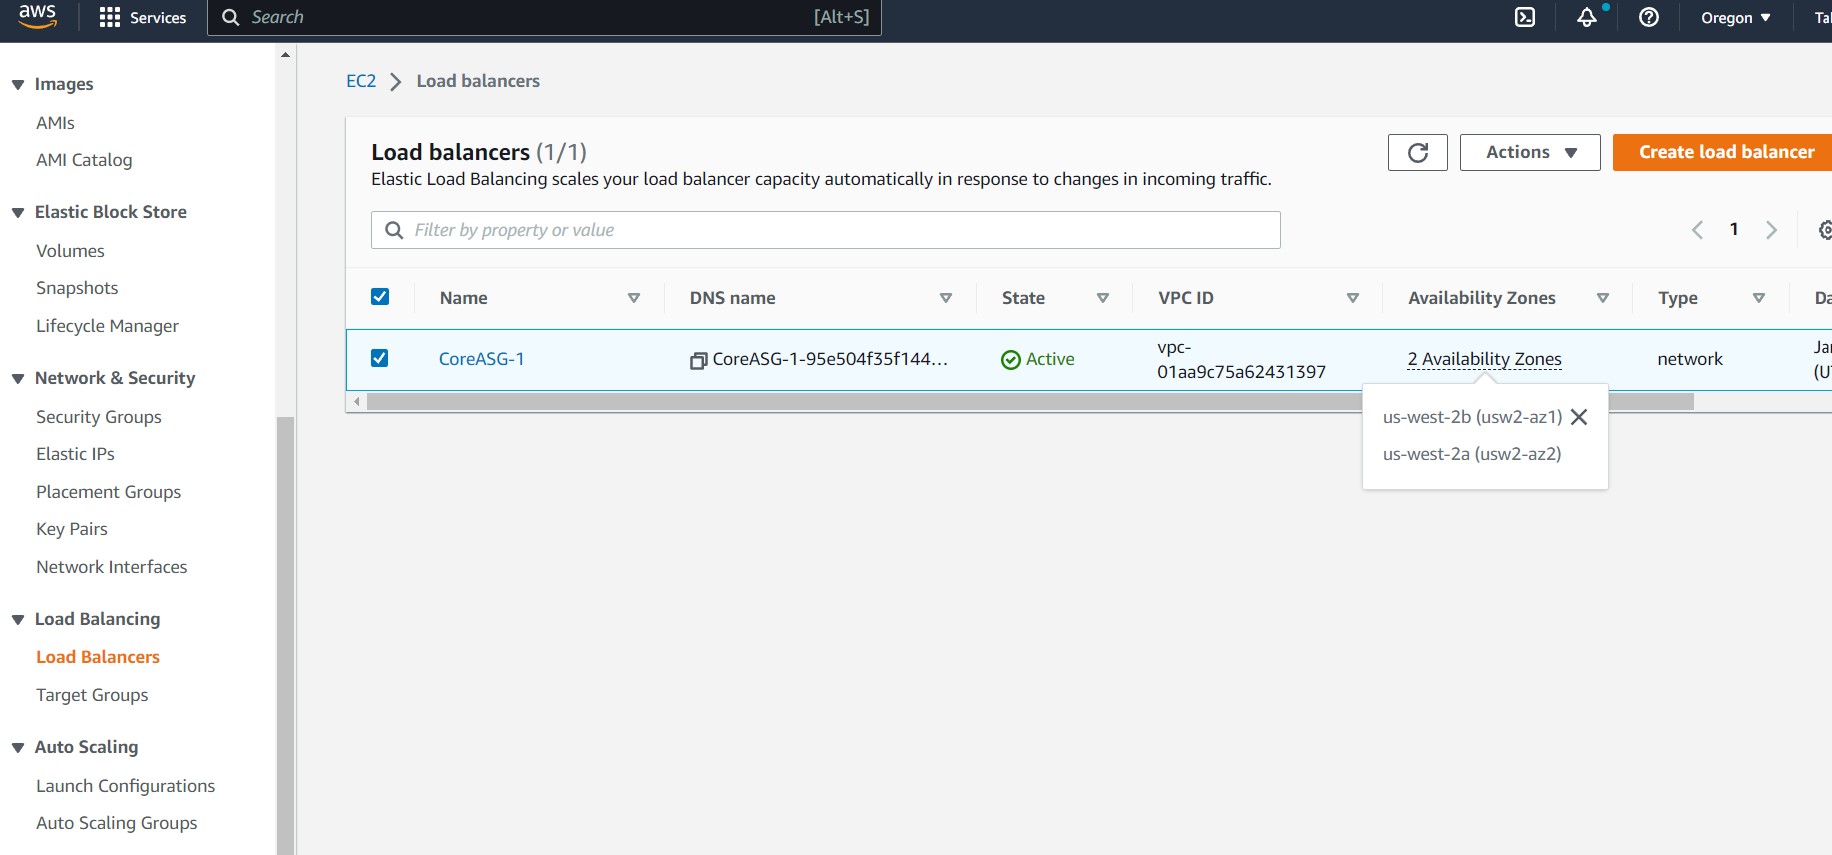 aws
Services
Search
[Alt+S]
Oregon
Images
AMIs
AMI Catalog
Elastic Block Store
Volumes
Snapshots
Lifecycle Manager
Network & Security
Security Groups
Elastic IPs
Placement Groups
Key Pairs
Network Interfaces
Load Balancing
Load Balancers
Target Groups
Auto Scaling
Launch Configurations
Auto Scaling Groups
EC2 > Load balancers
Load balancers (1/1)
Elastic Load Balancing scales your load balancer capacity automatically in response to changes in incoming traffic.
Actions
Create load balancer
Filter by property or value
1
Name DNS name State VPC ID Availability Zones Type
CoreASG-1 CoreASG-1-95e504f35f144... Active vpc-01aa9c75a62431397 2 Availability Zones network
us-west-2b (usw2-az1)
us-west-2a (usw2-az2)